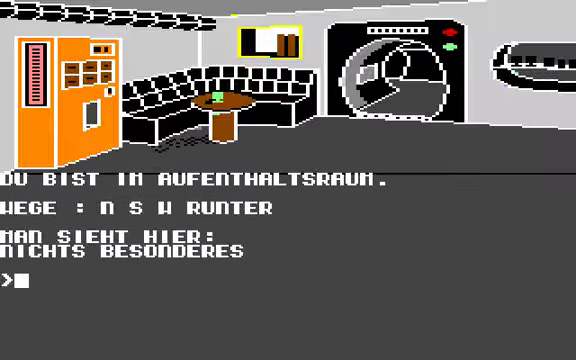 DU BIST IM AUFENTHALTSRAUM.
WEGE : N S W RUNTER
MAN SIEHT HIER:
NICHTS BESONDERES
>